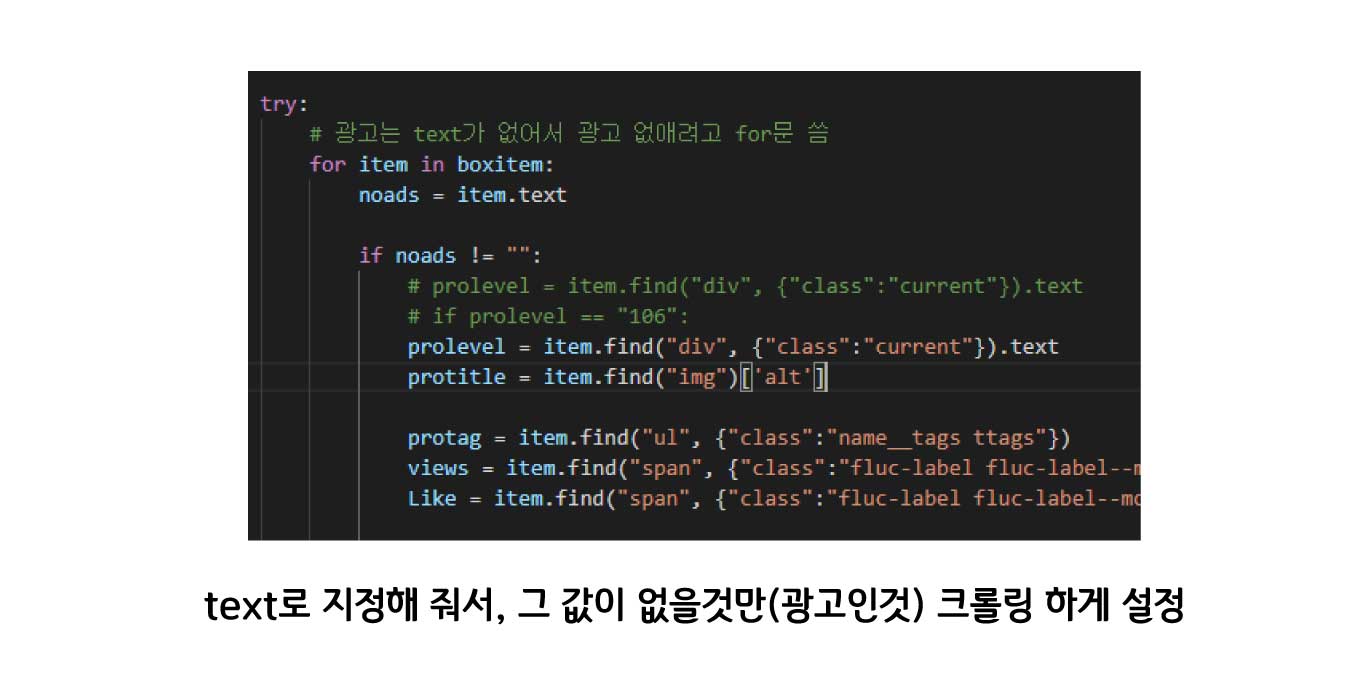 try:
# 광고는 text가 없어서 광고 없애려고 for문 씀
for item in boxitem:
noads = item.text
if noads != "":
# prolevel = item.find("div", {"class":"current"}).text
# if prolevel == "106":
prolevel = item.find("div", {"class":"current"}).text
protitle = item.find("img")['alt']
protag = item.find("ul", {"class":"name__tags ttags"})
views = item.find("span", {"class":"fluc-label fluc-label--m
Like = item.find("span", {"class":"fluc-label fluc-label--mo
text로 지정해 줘서, 그 값이 없을것만(광고인것) 크롤링 하게 설정